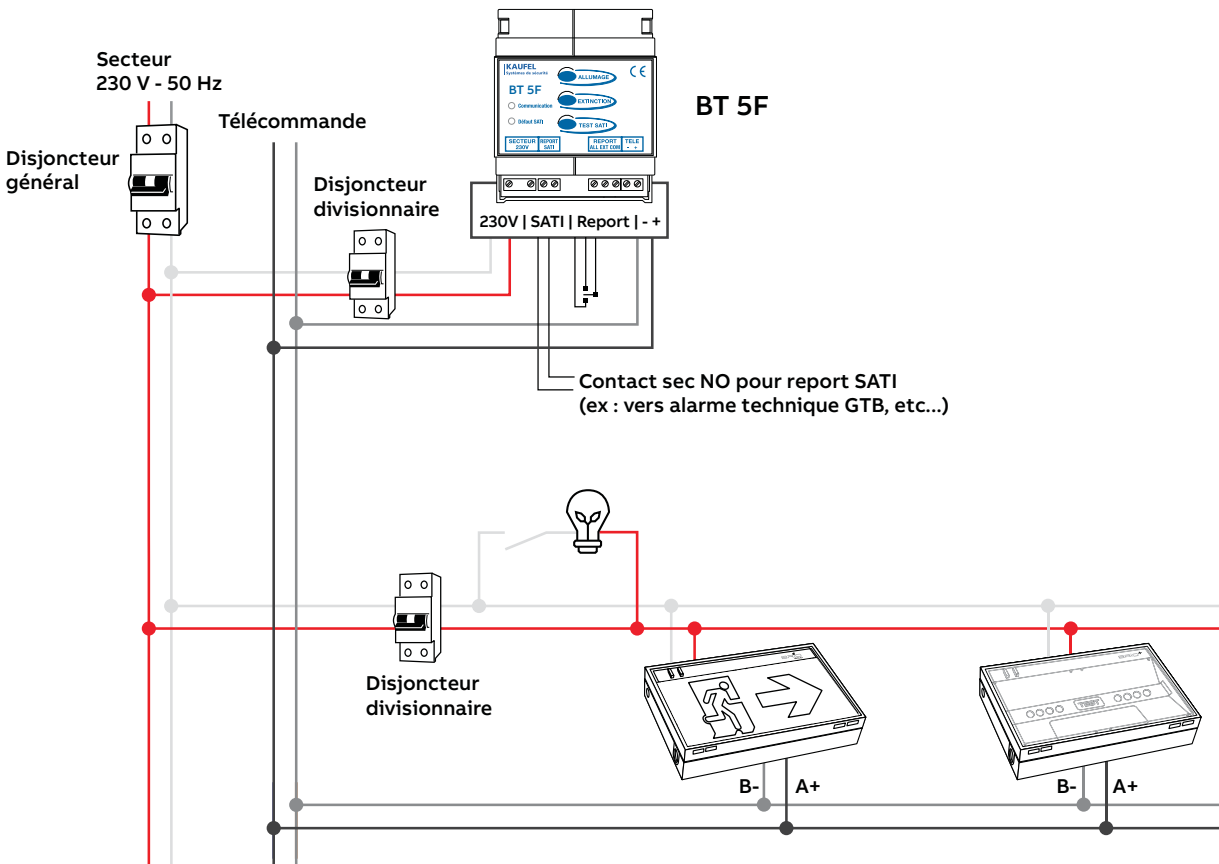 Secteur
230 V - 50 Hz
Télécommande
Disjoncteur
général
Disjoncteur
divisionnaire
KAUFEL
Systèmes de sécurité
BT 5F
Communication
Défaut SATI
ALLUMAGE
EXTINCTION
TEST SATI
CE
SECTEUR
230V
REPORT
SATI
REPORT
ALL EXT COM
TELE
- +
BT 5F
230V | SATI | Report | - +
Contact sec NO pour report SATI
(ex : vers alarme technique GTB, etc...)
Disjoncteur
divisionnaire
TEST
B-
A+
B-
A+